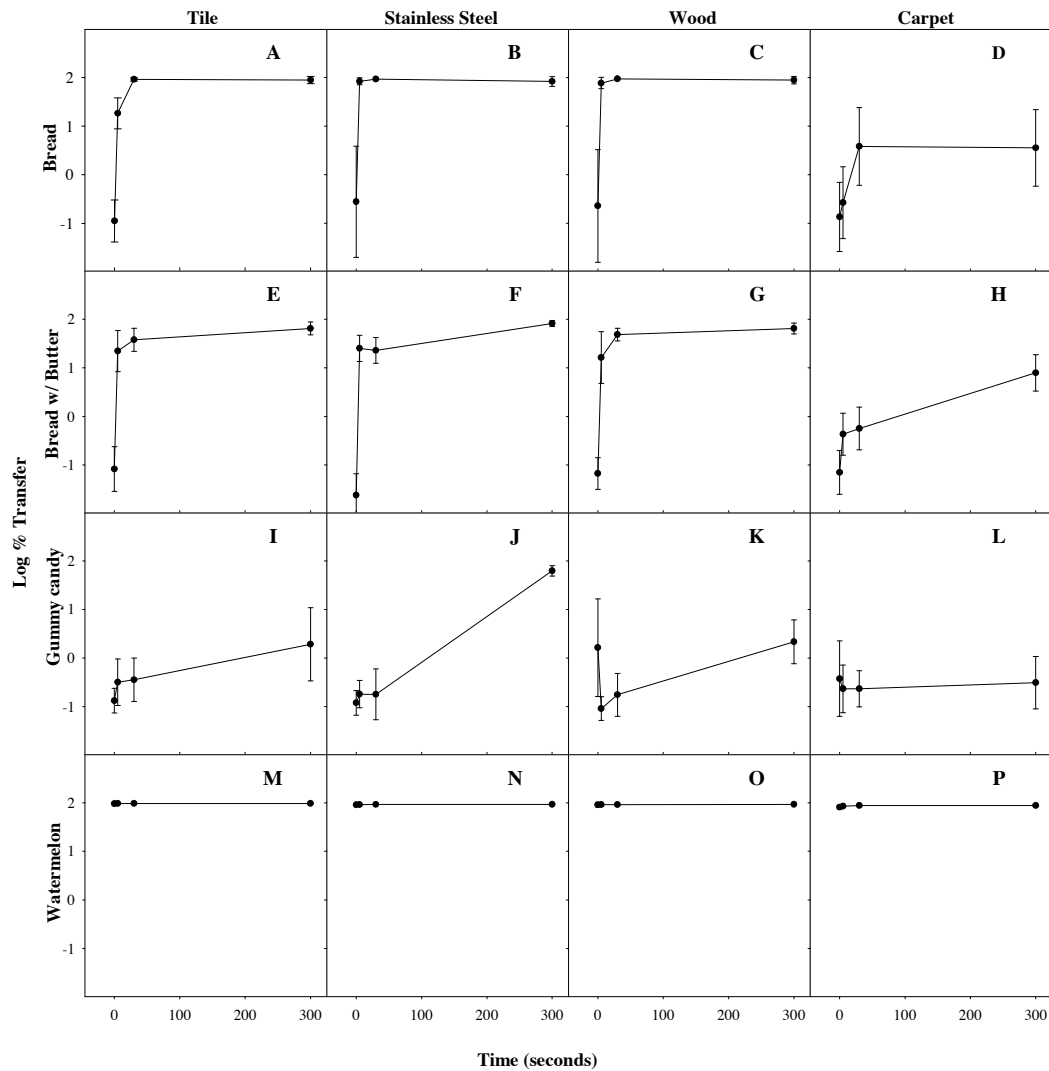 Tile Stainless Steel Wood Carpet
A B C D
2
1
0
-1
Bread
E F G H
2
1
0
-1
Bread w/ Butter
Log % Transfer
I J K L
2
1
0
-1
Gummy candy
M N O P
2
1
0
-1
Watermelon
0 100 200 300 0 100 200 300 0 100 200 300 0 100 200 300
Time (seconds)